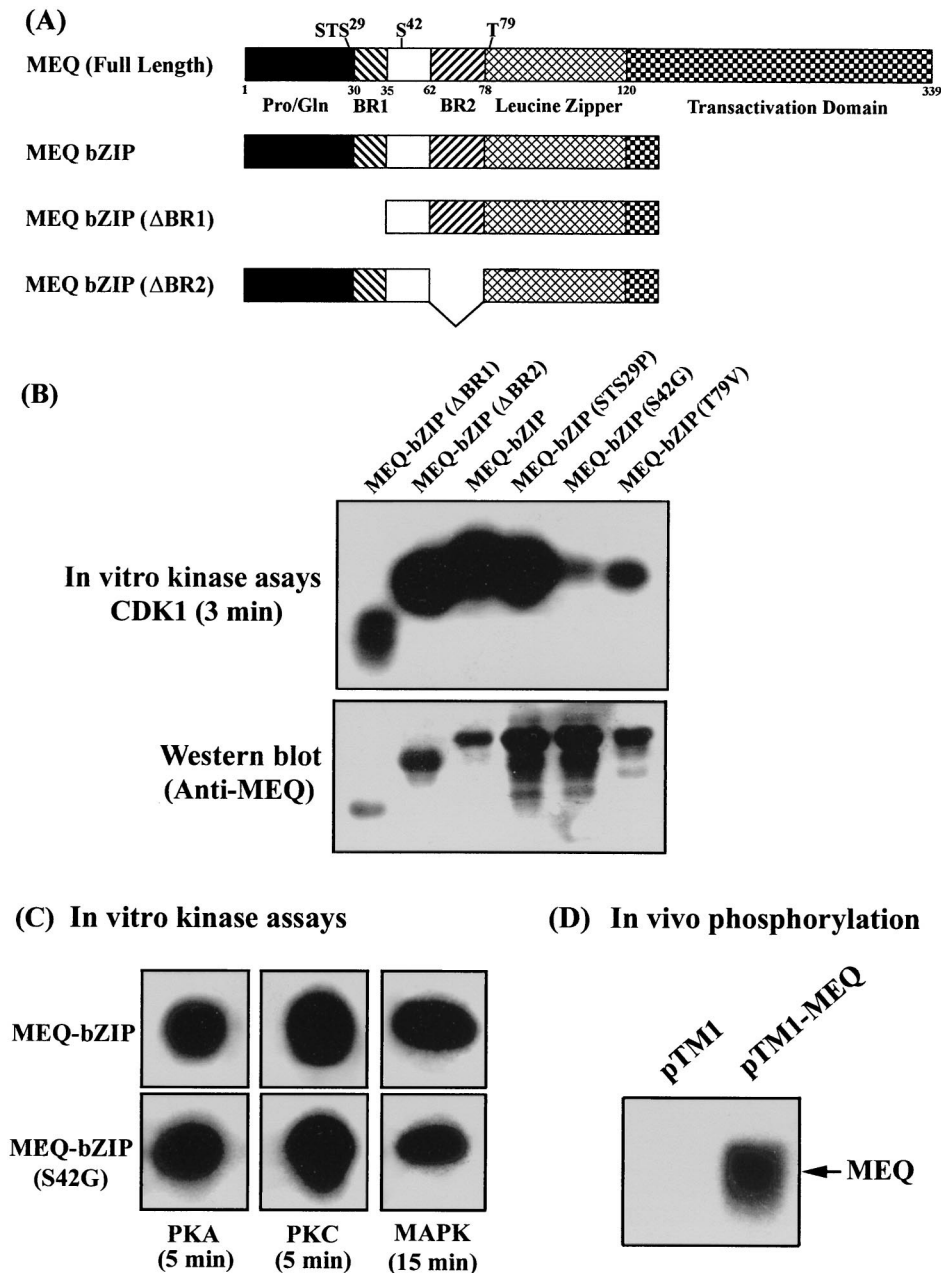 (A)
STS29 S42 T79
MEQ (Full Length)
1 30 35 62 78 120 339
Pro/Gln BR1 BR2 Leucine Zipper Transactivation Domain
MEQ bZIP
MEQ bZIP (ΔBR1)
MEQ bZIP (ΔBR2)
(B)
MEQ-bZIP (ΔBR1)
MEQ-bZIP (ΔBR2)
MEQ-bZIP
MEQ-bZIP (STS29P)
MEQ-bZIP (S42G)
MEQ-bZIP (T79V)
In vitro kinase asays
CDK1 (3 min)
Western blot
(Anti-MEQ)
(C) In vitro kinase assays
MEQ-bZIP
MEQ-bZIP
(S42G)
PKA PKC MAPK
(5 min) (5 min) (15 min)
(D) In vivo phosphorylation
pTM1
pTM1-MEQ
MEQ